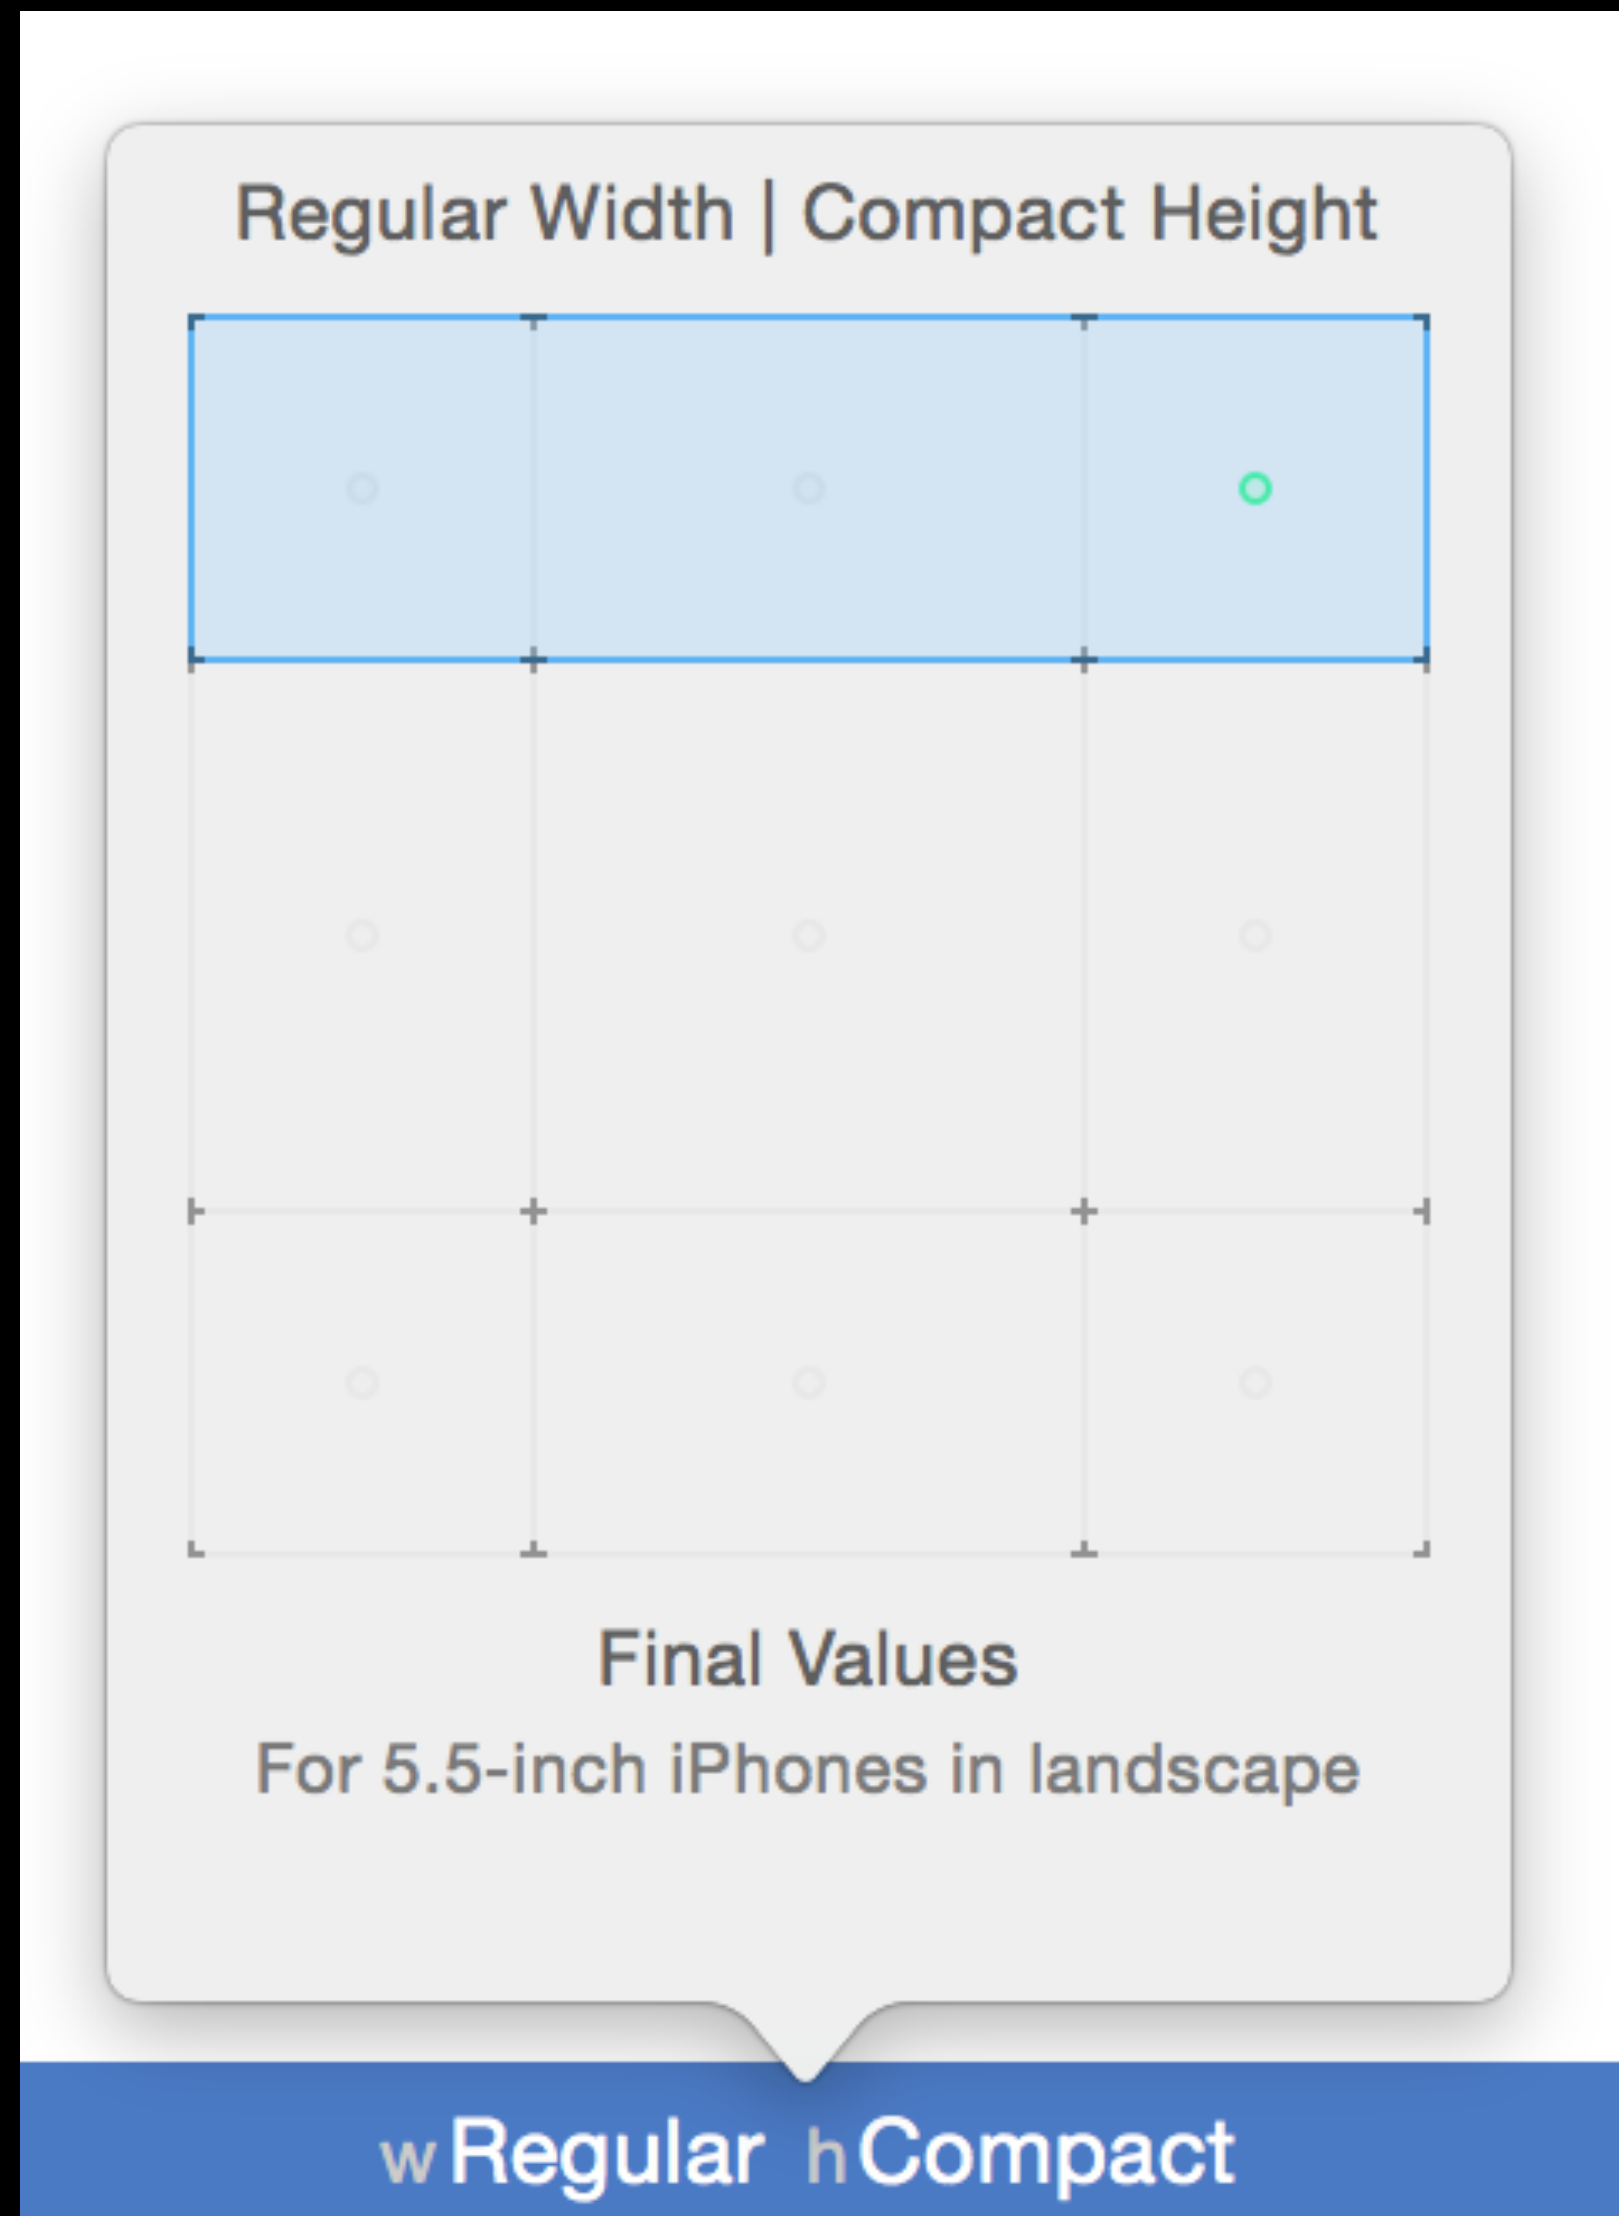 Regular Width | Compact Height
Final Values
For 5.5-inch iPhones in landscape
wRegular hCompact